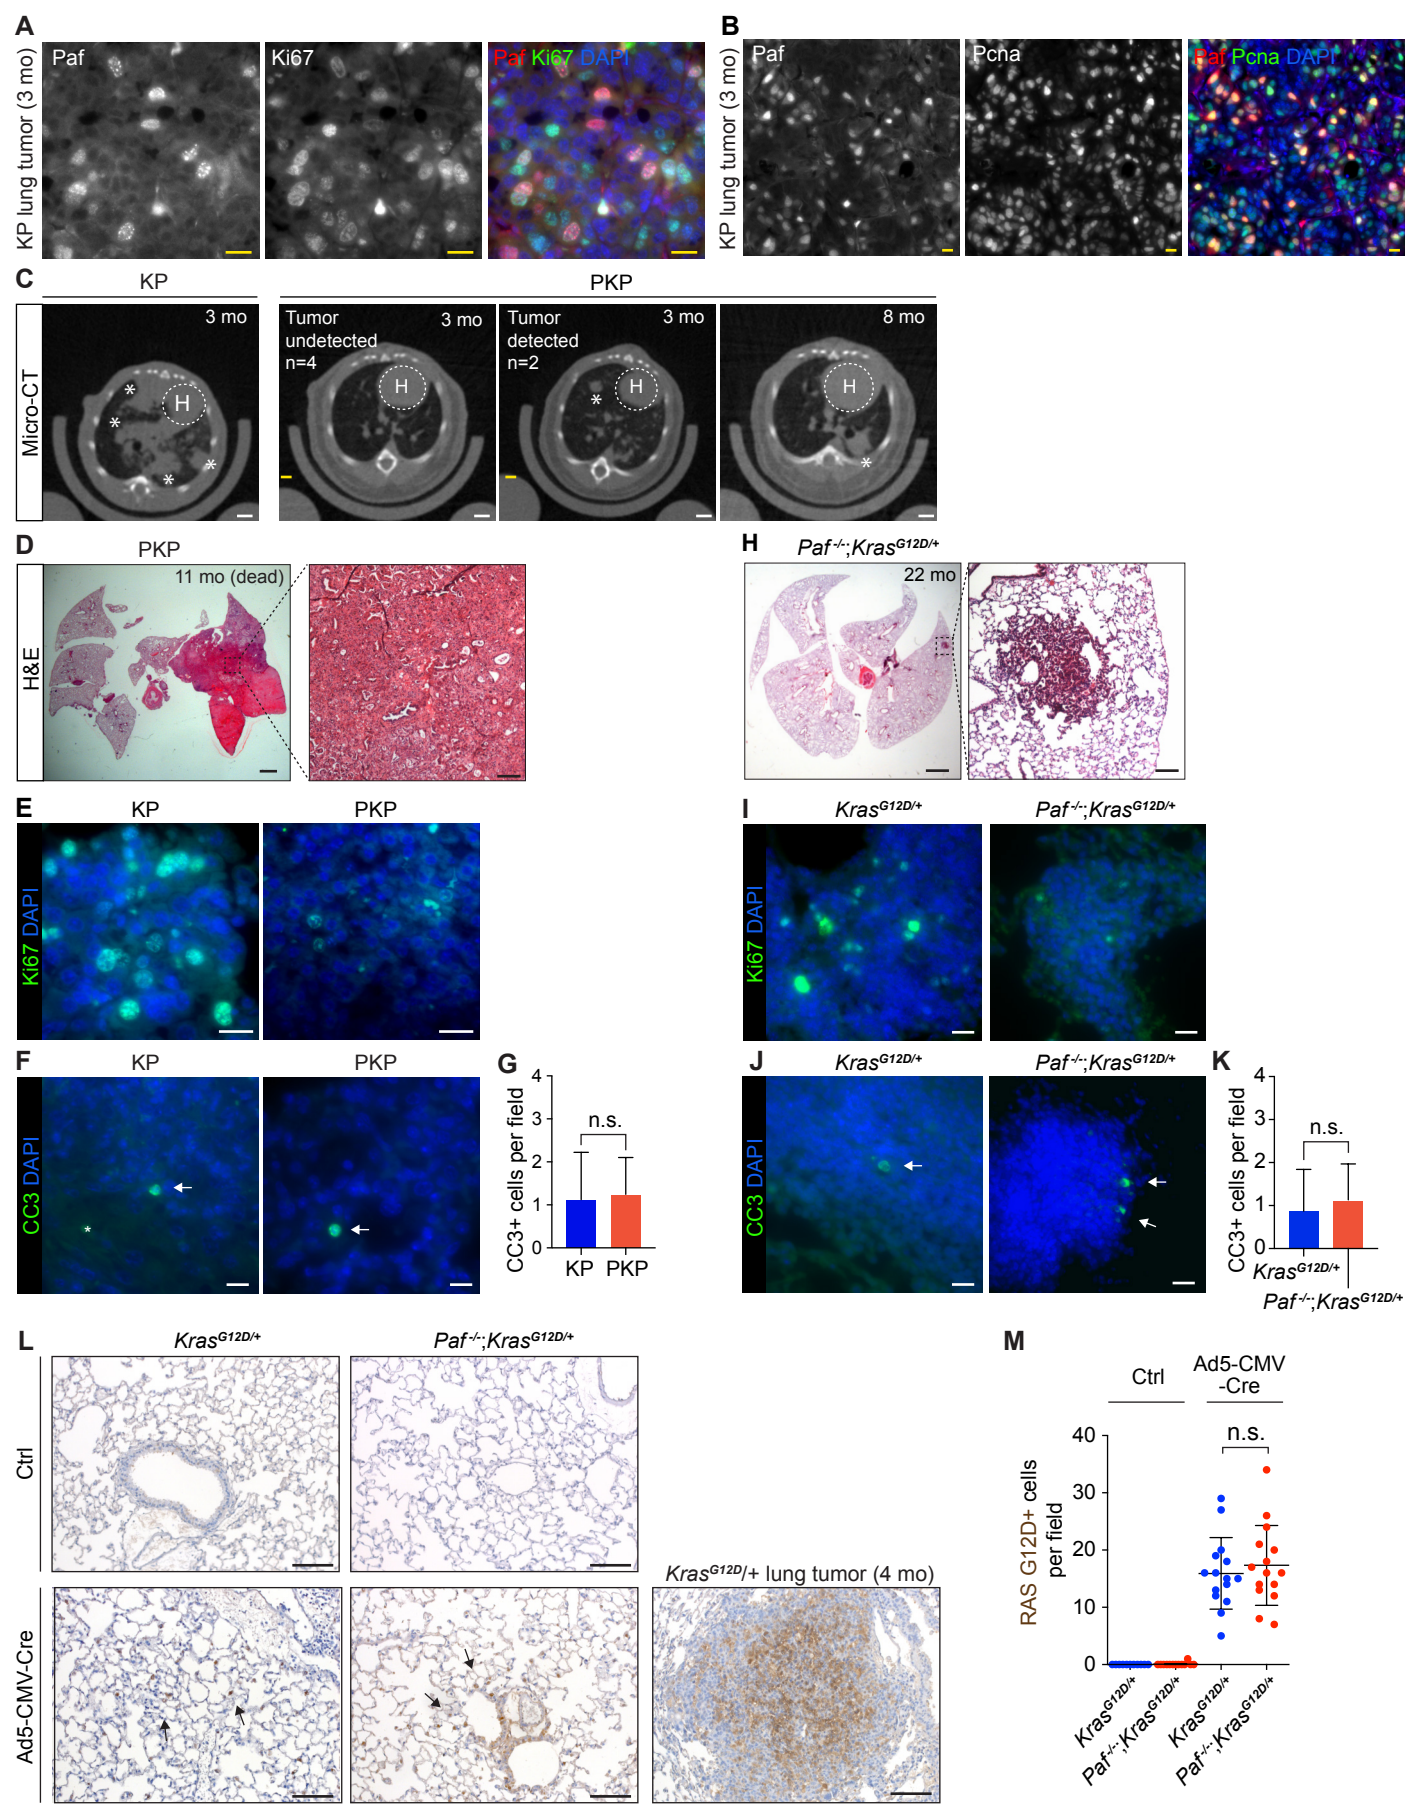 A
KP lung tumor (3 mo)
Paf
Ki67
Paf Ki67 DAPI
B
KP lung tumor (3 mo)
Paf
Pcna
Paf Pcna DAPI
C
KP
PKP
Micro-CT
3 mo
H
*
*
*
*
Tumor
undetected
n=4
3 mo
H
Tumor
detected
n=2
3 mo
H
*
8 mo
H
*
D
PKP
H&E
11 mo (dead)
H
Paf-/-;KrasG12D/+
22 mo
E
KP
PKP
Ki67 DAPI
I
KrasG12D/+
Paf-/-;KrasG12D/+
Ki67 DAPI
F
KP
PKP
CC3 DAPI
*
G
CC3+ cells per field
4
3
2
1
0
n.s.
KP
PKP
J
KrasG12D/+
Paf-/-;KrasG12D/+
CC3 DAPI
K
CC3+ cells per field
4
3
2
1
0
n.s.
KrasG12D/+
Paf-/-;KrasG12D/+
L
KrasG12D/+
Paf-/-;KrasG12D/+
Ctrl
Ad5-CMV-Cre
KrasG12D/+ lung tumor (4 mo)
M
Ctrl
Ad5-CMV
-Cre
RAS G12D+ cells
per field
40
30
20
10
0
n.s.
KrasG12D/+
Paf-/-;KrasG12D/+
KrasG12D/+
Paf-/-;KrasG12D/+